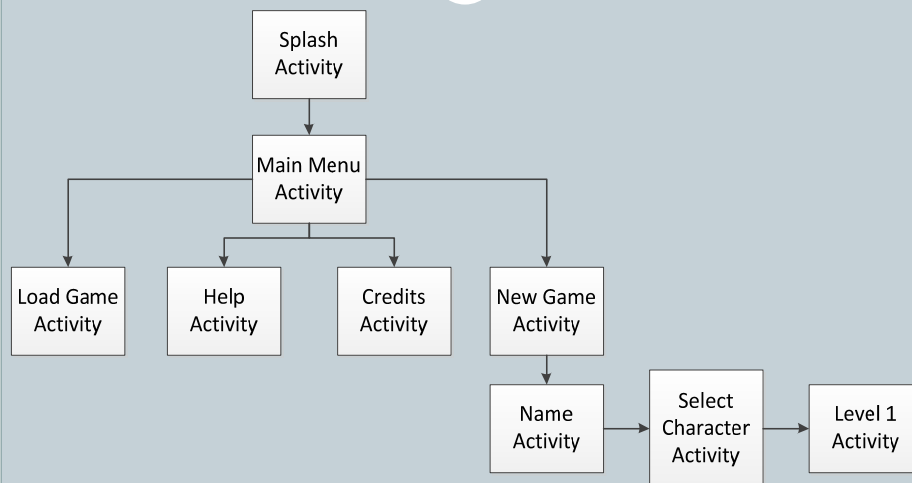 Splash
Activity
Main Menu
Activity
Load Game
Activity
Help
Activity
Credits
Activity
New Game
Activity
Name
Activity
Select
Character
Activity
Level 1
Activity